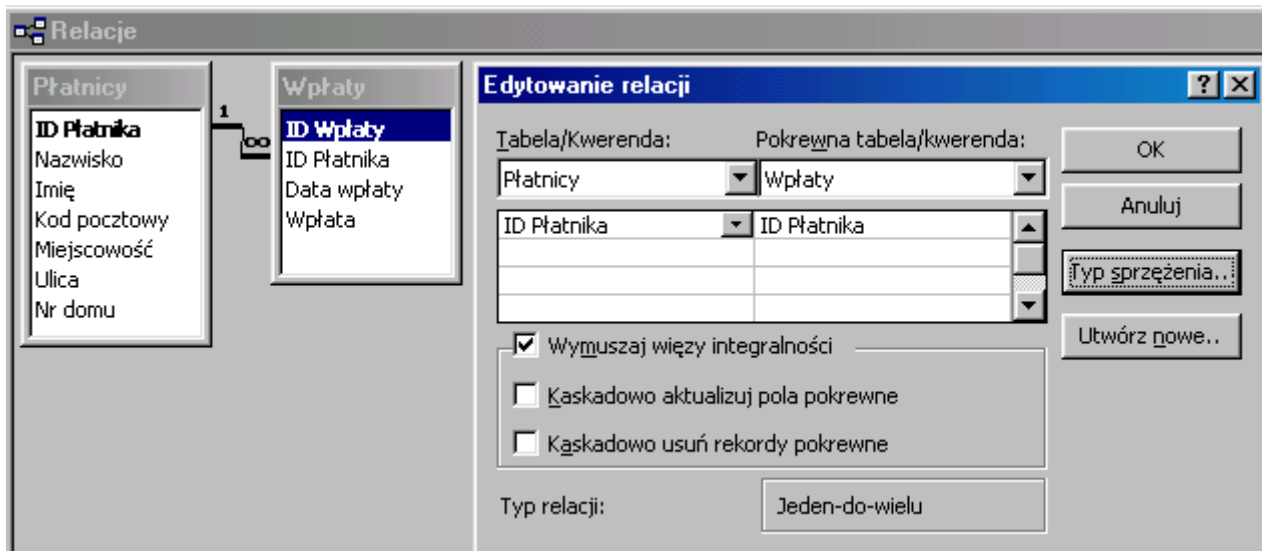 Relacje
Płatnicy
ID Płatnika
Nazwisko
Imię
Kod pocztowy
Miejscowość
Ulica
Nr domu
1
∞
Wpłaty
ID Wpłaty
ID Płatnika
Data wpłaty
Wpłata
Edytowanie relacji
Tabela/Kwerenda: Pokrewna tabela/kwerenda:
Płatnicy Wpłaty
ID Płatnika ID Płatnika
Wymuszaj więzy integralności
Kaskadowo aktualizuj pola pokrewne
Kaskadowo usuń rekordy pokrewne
Typ relacji: Jeden-do-wielu
OK
Anuluj
Typ sprzężenia..
Utwórz nowe..